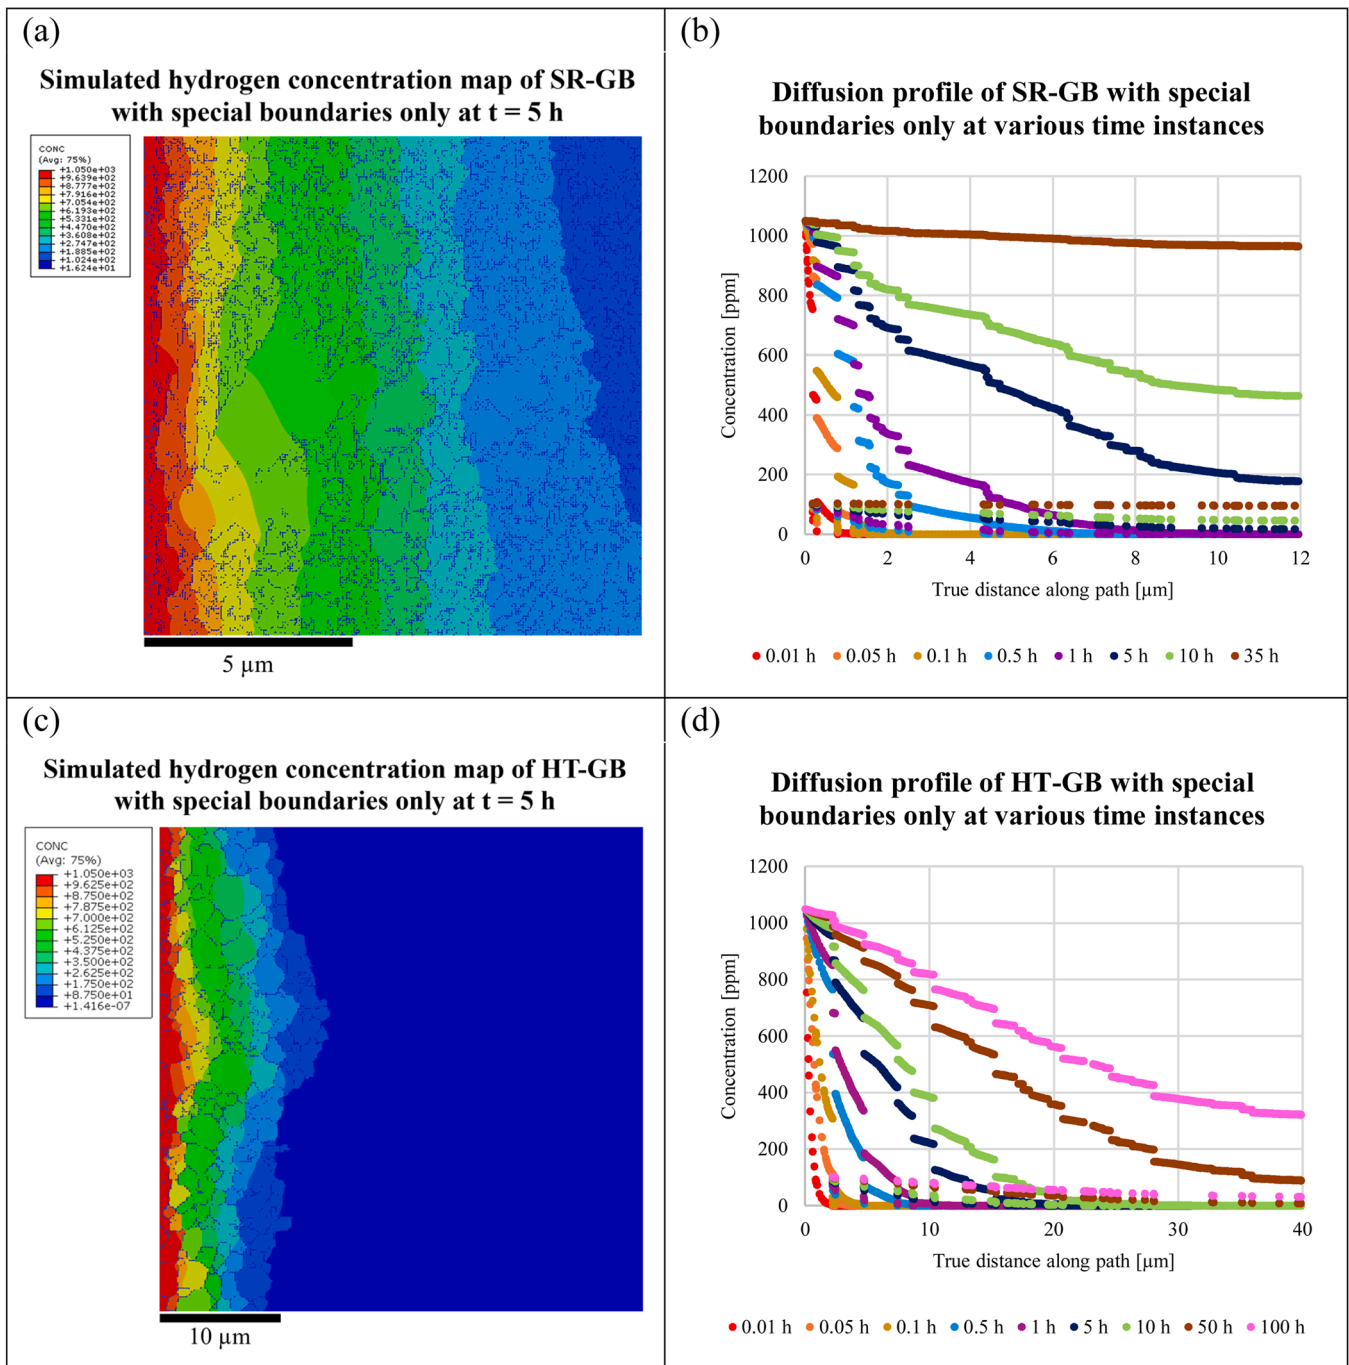 (a)
Simulated hydrogen concentration map of SR-GB
with special boundaries only at t = 5 h
CONC
(Avg: 75%)
+1.050e+03
+9.639e+02
+8.777e+02
+7.916e+02
+7.054e+02
+6.193e+02
+5.331e+02
+4.470e+02
+3.608e+02
+2.747e+02
+1.885e+02
+1.024e+02
+1.624e+01
5 µm
(b)
Diffusion profile of SR-GB with special
boundaries only at various time instances
Concentration [ppm]
1200
1000
800
600
400
200
0
0 2 4 6 8 10 12
True distance along path [µm]
0.01 h 0.05 h 0.1 h 0.5 h 1 h 5 h 10 h 35 h
(c)
Simulated hydrogen concentration map of HT-GB
with special boundaries only at t = 5 h
CONC
(Avg: 75%)
+1.050e+03
+9.625e+02
+8.750e+02
+7.875e+02
+7.000e+02
+6.125e+02
+5.250e+02
+4.375e+02
+3.500e+02
+2.625e+02
+1.750e+02
+8.750e+01
+1.416e-07
10 µm
(d)
Diffusion profile of HT-GB with special
boundaries only at various time instances
Concentration [ppm]
1200
1000
800
600
400
200
0
0 10 20 30 40
True distance along path [µm]
0.01 h 0.05 h 0.1 h 0.5 h 1 h 5 h 10 h 50 h 100 h